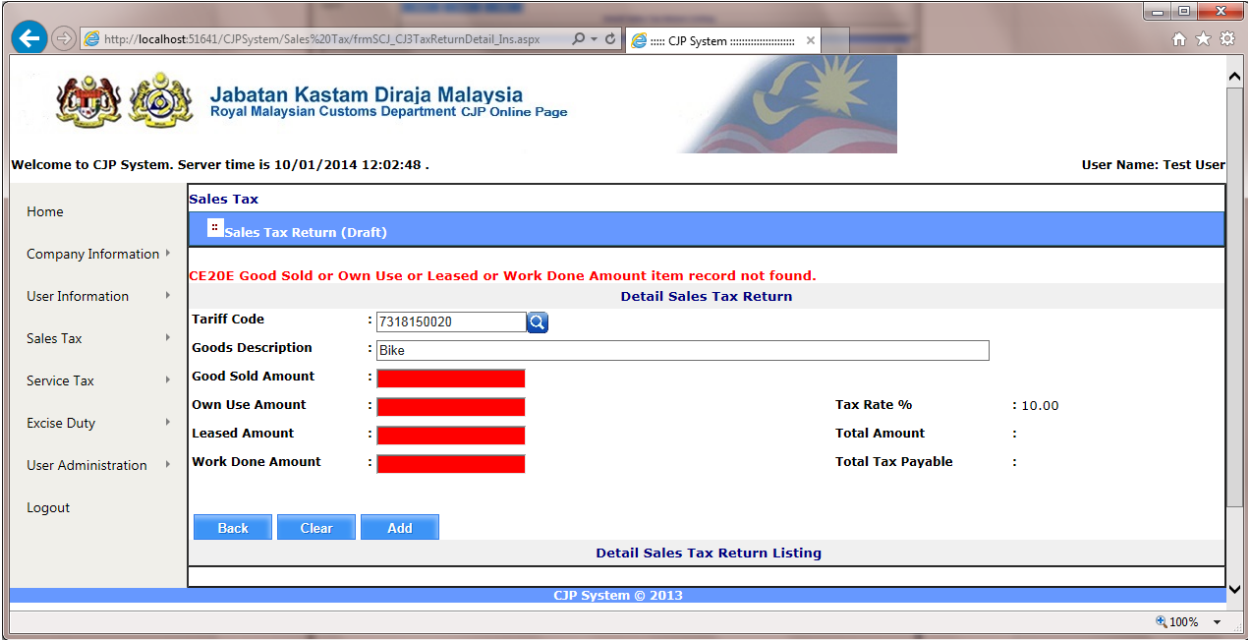 http://localhost:51641/CJPSystem/Sales%20Tax/frmSCJ_CJ3TaxReturnDetail_Ins.aspx
::::: CJP System :::::::::::::::::::::
Jabatan Kastam Diraja Malaysia
Royal Malaysian Customs Department CJP Online Page
Welcome to CJP System. Server time is 10/01/2014 12:02:48 .
User Name: Test User
Home
Company Information
User Information
Sales Tax
Service Tax
Excise Duty
User Administration
Logout
Sales Tax
Sales Tax Return (Draft)
CE20E Good Sold or Own Use or Leased or Work Done Amount item record not found.
Detail Sales Tax Return
Tariff Code : 7318150020
Goods Description : Bike
Good Sold Amount :
Own Use Amount : Tax Rate % : 10.00
Leased Amount : Total Amount :
Work Done Amount : Total Tax Payable :
Back Clear Add
Detail Sales Tax Return Listing
CJP System © 2013
100%